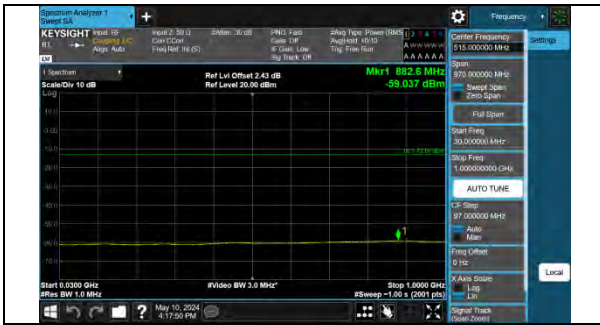 Spectrum Analyzer 1
Swept SA
+
Frequency
KEYSIGHT
Input: RF
Coupling: DC
Align: Auto
Input Z: 50 Ω
Corr CCorr
Freq Ref: Int (S)
#Atten: 30 dB
PNO: Fast
Gate: Off
IF Gain: Low
Sig Track: Off
#Avg Type: Power (RMS)
Trig: Free Run
A W W W W W
A A A A A A
1 Spectrum
Scale/Div 10 dB
Log
Ref Lvl Offset 2.43 dB
Ref Level 20.00 dBm
Mkr1 882.6 MHz
-59.037 dBm
10.0
0.00
1
Start 0.0300 GHz
#Res BW 1.0 MHz
#Video BW 3.0 MHz*
Stop 1.0000 GHz
#Sweep ~1.00 s (2001 pts)
May 10, 2024
4:17:50 PM
Center Frequency
515.000000 MHz
Settings
Span
970.000000 MHz
Swept Span
Zero Span
Full Span
Start Freq
30.000000 MHz
Stop Freq
1.000000000 GHz
AUTO TUNE
CF Step
97.000000 MHz
Auto
Man
Freq Offset
0 Hz
X Axis Scale
Log
Lin
Local
Signal Track
(Span Zoom)